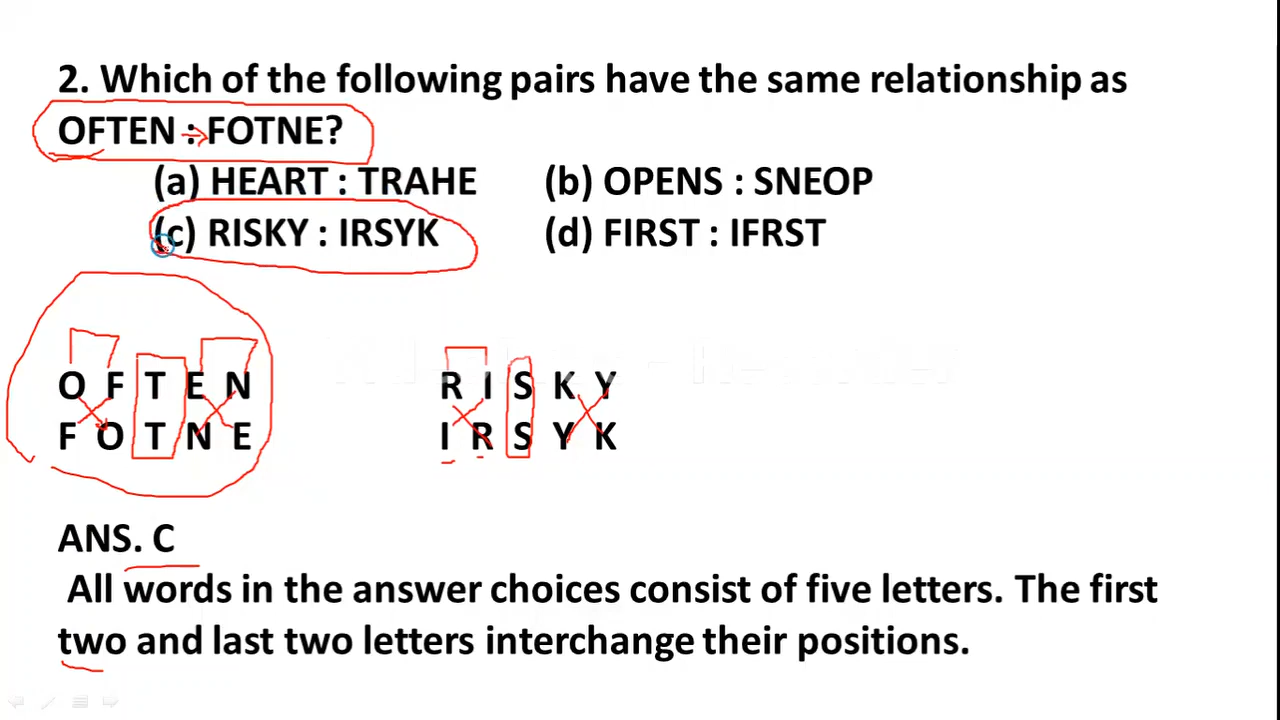 2. Which of the following pairs have the same relationship as
OFTEN : FOTNE?
(a) HEART : TRAHE (b) OPENS : SNEOP
(c) RISKY : IRSYK (d) FIRST : IFRST
O F T E N R I S K Y
F O T N E I R S Y K
ANS. C
All words in the answer choices consist of five letters. The first
two and last two letters interchange their positions.